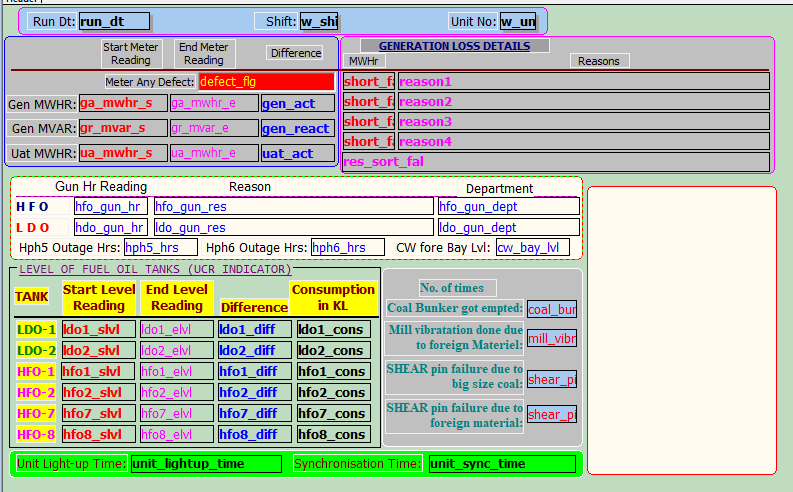 Header
Run Dt: run_dt Shift: w_shi Unit No: w_un
Start Meter Reading End Meter Reading Difference
Meter Any Defect: defect_flg
Gen MWHR: ga_mwhr_s ga_mwhr_e gen_act
Gen MVAR: gr_mvar_s gr_mvar_e gen_react
Uat MWHR: ua_mwhr_s ua_mwhr_e uat_act
GENERATION LOSS DETAILS
MWHr Reasons
short_fa reason1
short_fa reason2
short_fa reason3
short_fa reason4
res_sort_fal
Gun Hr Reading Reason Department
H F O hfo_gun_hr hfo_gun_res hfo_gun_dept
L D O hdo_gun_hr ldo_gun_res ldo_gun_dept
Hph5 Outage Hrs: hph5_hrs Hph6 Outage Hrs: hph6_hrs CW fore Bay Lvl: cw_bay_lvl
LEVEL OF FUEL OIL TANKS (UCR INDICATOR)
TANK Start Level Reading End Level Reading Difference Consumption in KL
LDO-1 ldo1_slvl ldo1_elvl ldo1_diff ldo1_cons
LDO-2 ldo2_slvl ldo2_elvl ldo2_diff ldo2_cons
HFO-1 hfo1_slvl hfo1_elvl hfo1_diff hfo1_cons
HFO-2 hfo2_slvl hfo2_elvl hfo2_diff hfo2_cons
HFO-7 hfo7_slvl hfo7_elvl hfo7_diff hfo7_cons
HFO-8 hfo8_slvl hfo8_elvl hfo8_diff hfo8_cons
No. of times
Coal Bunker got empted: coal_bur
Mill vibratation done due
to foreign Materiel: mill_vibr
SHEAR pin failure due to
big size coal: shear_pi
SHEAR pin failure due to
foreign material: shear_pi
Unit Light-up Time: unit_lightup_time Synchronisation Time: unit_sync_time